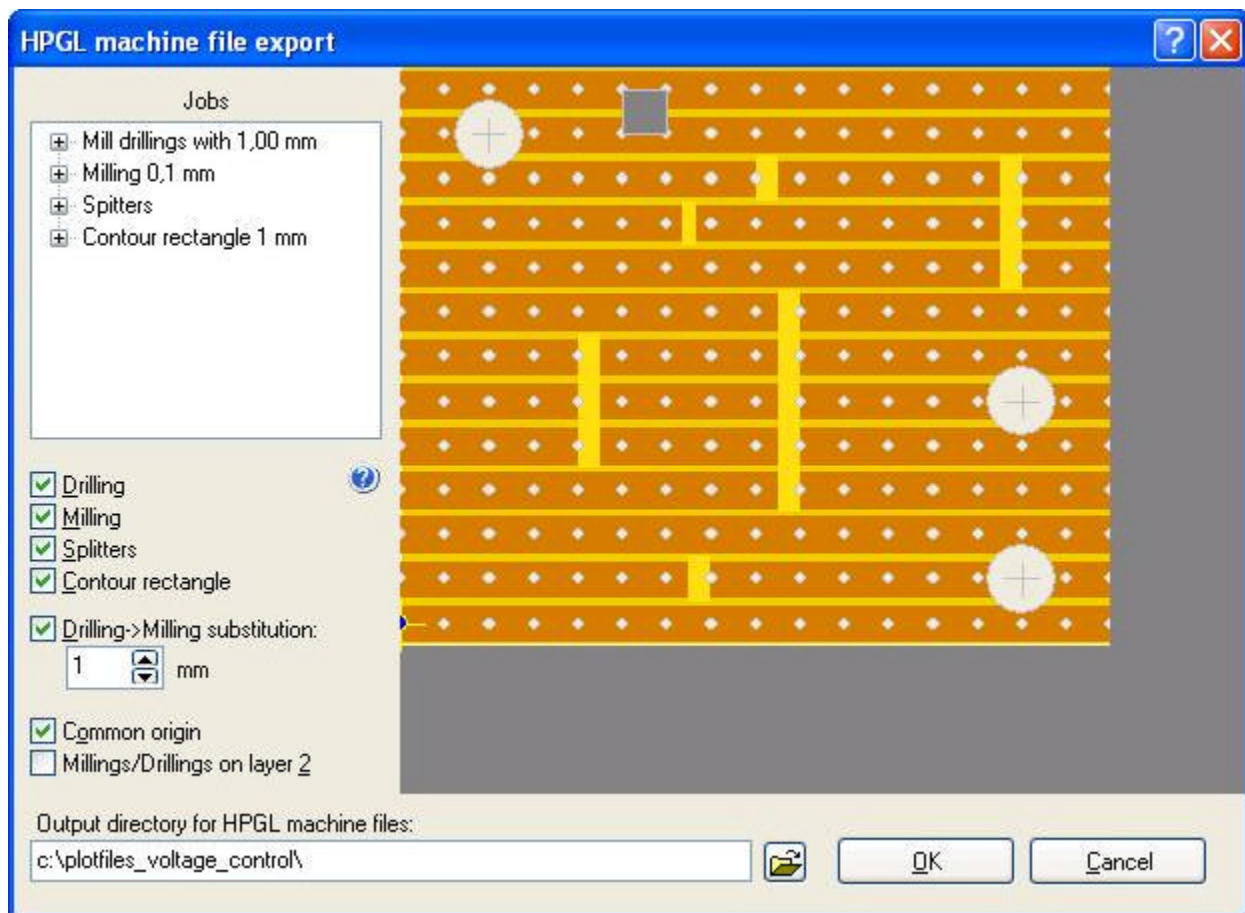 HPGL machine file export
Jobs
Mill drillings with 1,00 mm
Milling 0,1 mm
Spitters
Contour rectangle 1 mm
Drilling
Milling
Splitters
Contour rectangle
Drilling->Milling substitution:
1 mm
Common origin
Millings/Drillings on layer 2
Output directory for HPGL machine files:
c:\plotfiles_voltage_control\
OK
Cancel